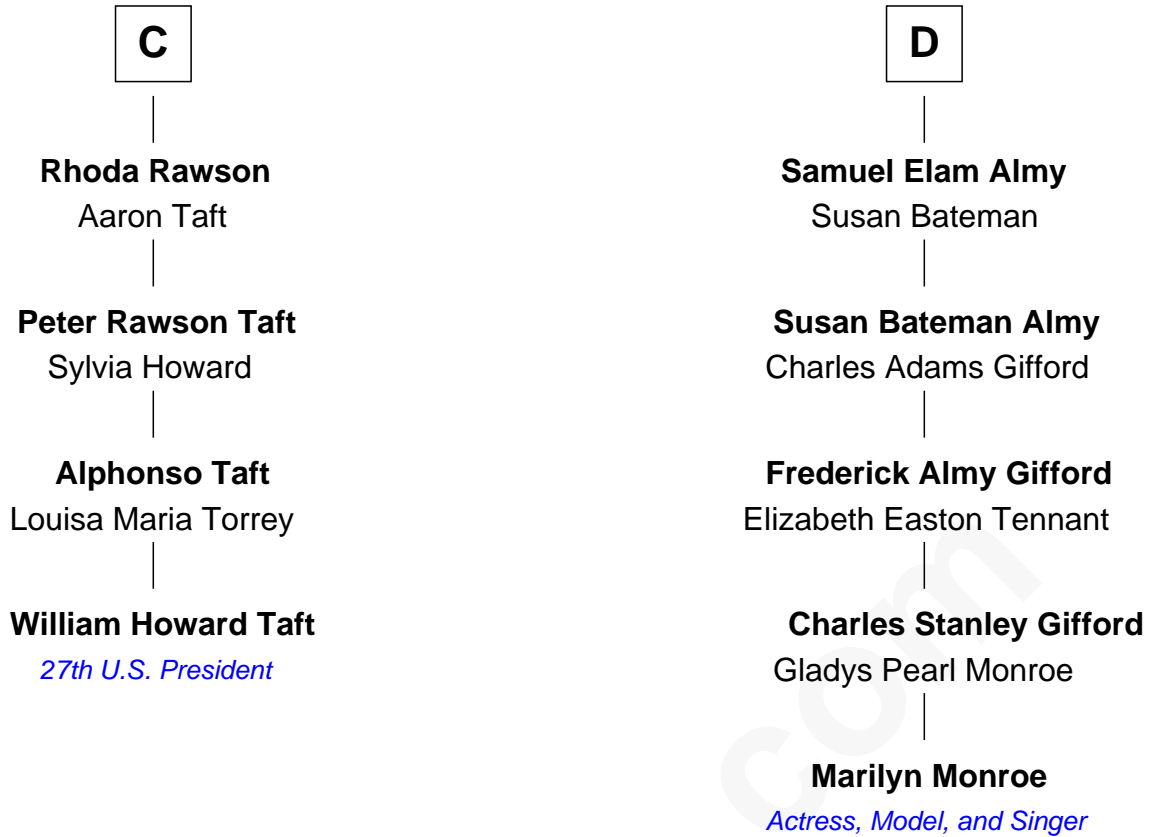 C
Rhoda Rawson
Aaron Taft
Peter Rawson Taft
Sylvia Howard
Alphonso Taft
Louisa Maria Torrey
William Howard Taft
27th U.S. President
D
Samuel Elam Almy
Susan Bateman
Susan Bateman Almy
Charles Adams Gifford
Frederick Almy Gifford
Elizabeth Easton Tennant
Charles Stanley Gifford
Gladys Pearl Monroe
Marilyn Monroe
Actress, Model, and Singer
com